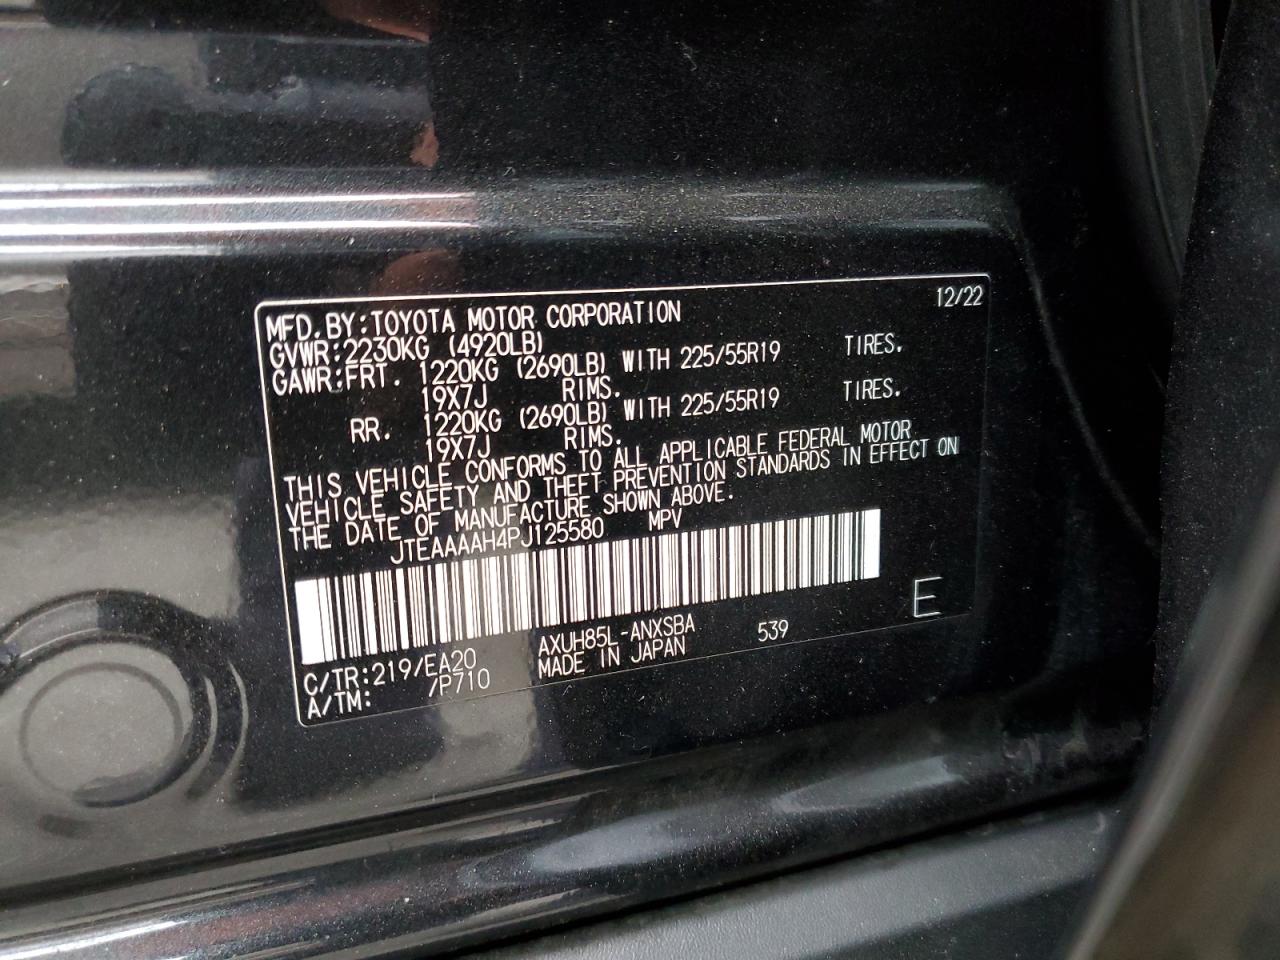 12/22
MFD. BY: TOYOTA MOTOR CORPORATION
GVWR: 2230KG (4920LB)
GAWR: FRT. 1220KG (2690LB) WITH 225/55R19 TIRES.
19X7J RIMS.
RR. 1220KG (2690LB) WITH 225/55R19 TIRES.
19X7J RIMS.
THIS VEHICLE CONFORMS TO ALL APPLICABLE FEDERAL MOTOR
VEHICLE SAFETY AND THEFT PREVENTION STANDARDS IN EFFECT ON
THE DATE OF MANUFACTURE SHOWN ABOVE.
JTEAAAAH4PJ125580 MPV
C/TR: 219/EA20 AXUH85L-ANXSBA 539 E
A/TM: /P710 MADE IN JAPAN